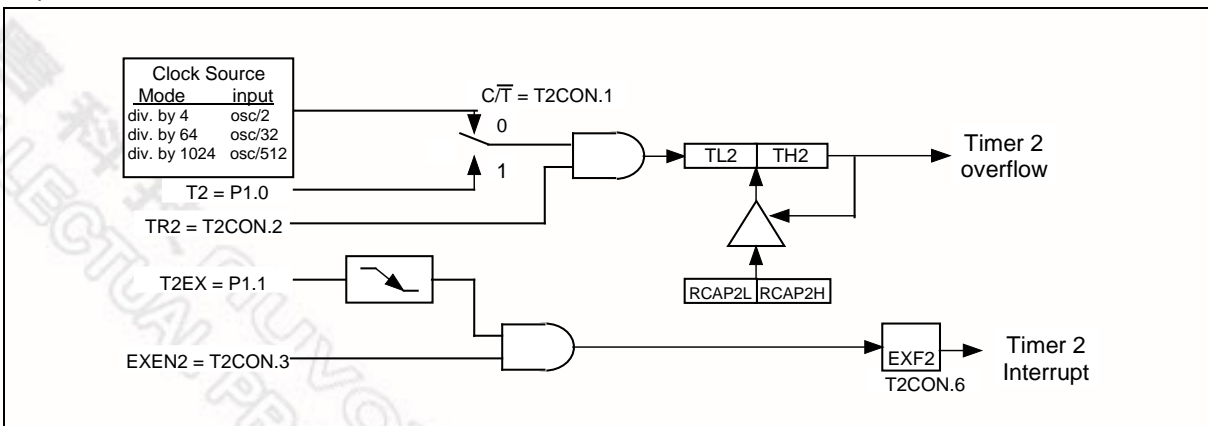 Clock Source
Mode input
div. by 4 osc/2
div. by 64 osc/32
div. by 1024 osc/512
C/T̅ = T2CON.1
0
1
T2 = P1.0
TR2 = T2CON.2
TL2 TH2
Timer 2
overflow
RCAP2L RCAP2H
T2EX = P1.1
EXEN2 = T2CON.3
EXF2
T2CON.6
Timer 2
Interrupt